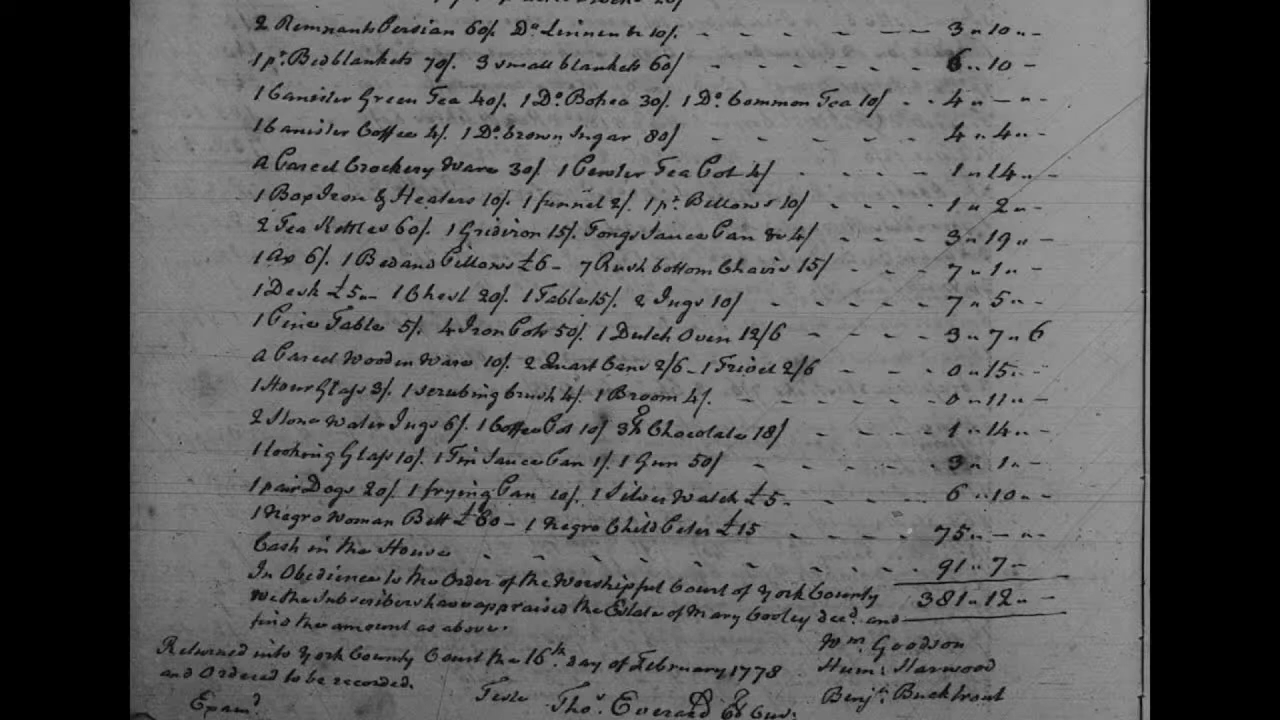 2 Remnants Persian 60/. Do. Linnen &c 10/. - - - - - 3 " 10 " -
1 pr. Bedblankets 70/. 3 small blankets 60/ - - - - - - 6 " 10 -
1 Canister Green Tea 40/. 1 Do. Bohea 30/. 1 Do. Common Tea 10/ - - 4 " - " -
1 Canister Coffee 4/. 1 Do. brown Sugar 80/ - - - - - - 4 " 4 " -
A Parcel Crockery Ware 30/. 1 Pewter Tea Pot 4/ - - - - 1 " 14 " -
1 Box Iron & Heaters 10/. 1 funnel 2/. 1 pr. Bellows 10/ - - - - 1 " 2 " -
2 Tea Kettles 60/. 1 Gridiron 15/. Tongs Sauce Pan &c 4/ - - - 3 " 19 " -
1 Ax 6/. 1 Bed and Pillows £6 - 7 Rush bottom Chairs 15/ - - - 7 " 1 " -
1 Desk £5 " - 1 Chest 20/. 1 Table 15/. 2 Jugs 10/ - - - - 7 " 5 " -
1 Pine Table 5/. 4 Iron Pots 50/. 1 Dutch Oven 12/6 - - - - 3 " 7 " 6
A Parcel Wooden Ware 10/. 2 Quart Cans 2/6 - 1 Trivet 2/6 - - - 0 " 15 " -
1 Hour Glass 3/. 1 scrubing brush 4/. 1 Broom 4/. - - - - - - 0 " 11 " -
2 Stone Water Jugs 6/. 1 Coffee Pot 10/ 3 lb Chocolate 18/ - - - - 1 " 14 " -
1 looking Glass 10/. 1 Tin Sauce Pan 1/. 1 Gun 50/ - - - - - 3 " 1 " -
1 pair Dogs 20/. 1 frying Pan 10/. 1 Silver Watch £5 - - - - 6 " 10 " -
1 Negro Woman Bett £60 - 1 Negro Child Peter £15 - - - - 75 " - " -
Cash in the House - - - - - - - - - 91 " 7 " -
In Obedience to the Order of the Worshipful Court of York County 381 " 12 " -
We the Subscribers have appraised the Estate of Mary Cooley decd. and
find the amount as above.
Wm. Goodson
Returned into York County Court the 16th. day of February 1778 Hum: Harwood
and Ordered to be recorded. Benjn. Bucktrout
Examd. Teste Thos. Everard Cl Cur: